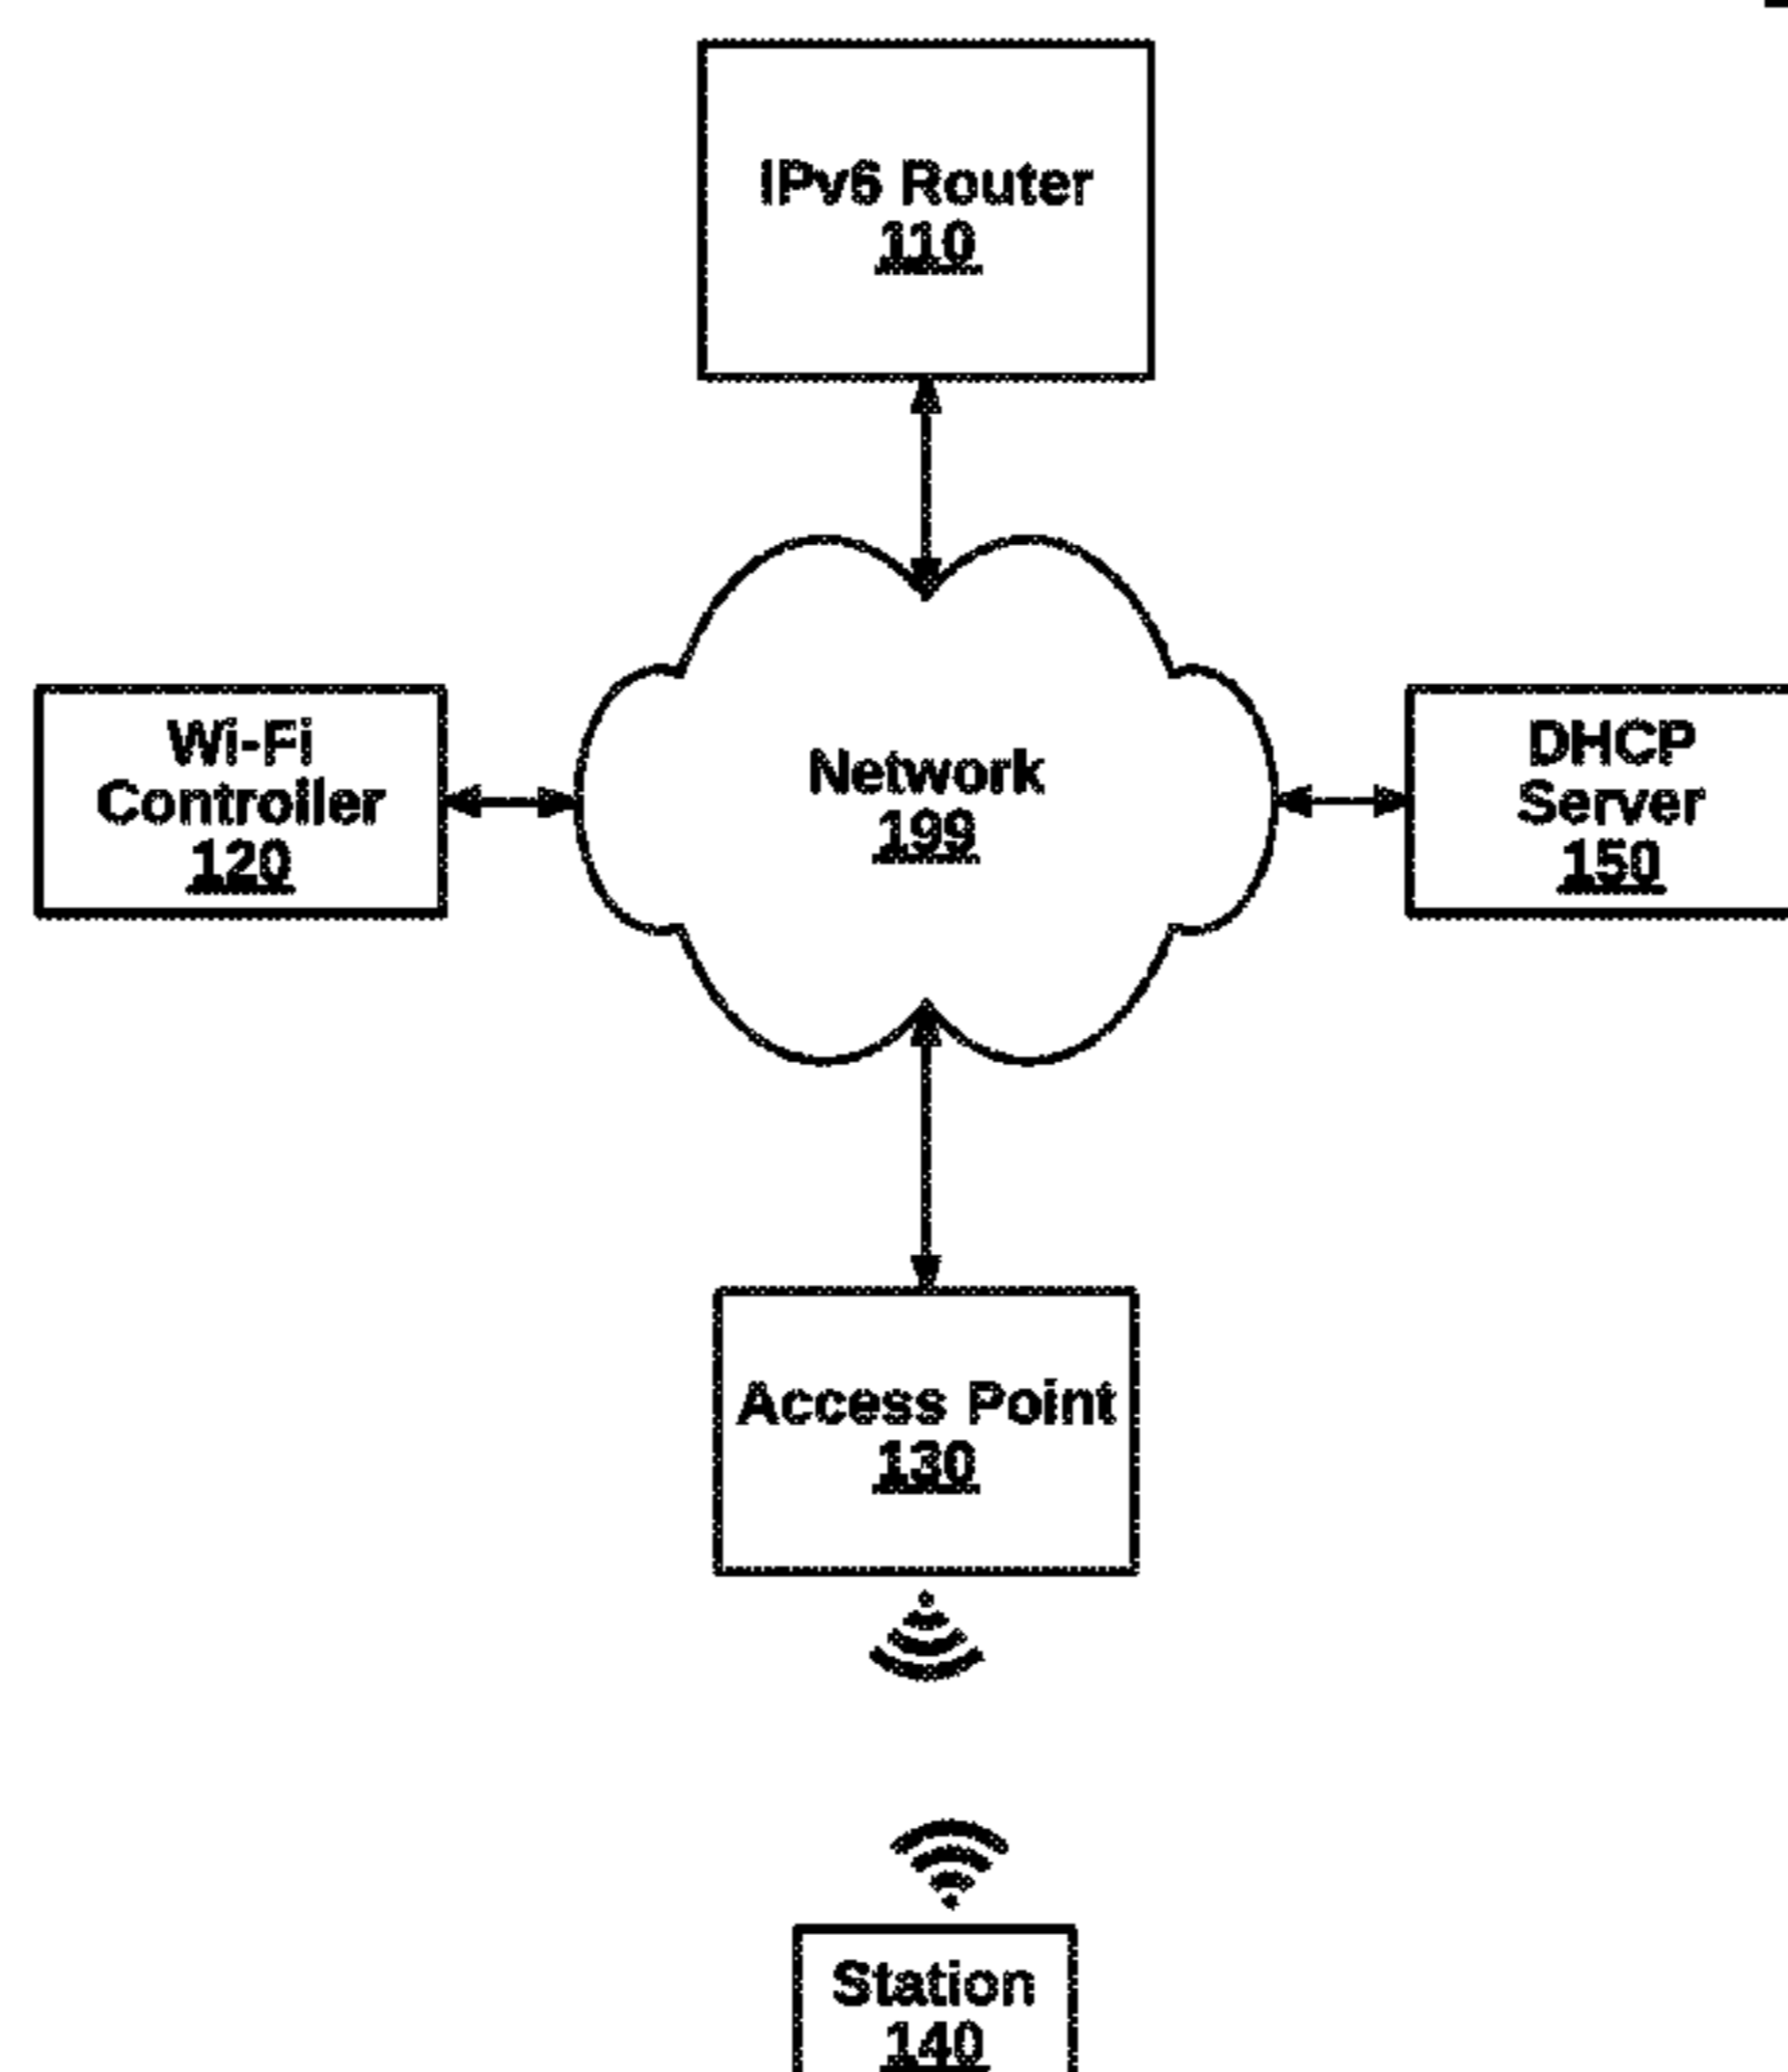 IPv6 Router
110
Wi-Fi
Controller
120
Network
199
DHCP
Server
150
Access Point
130
Station
140